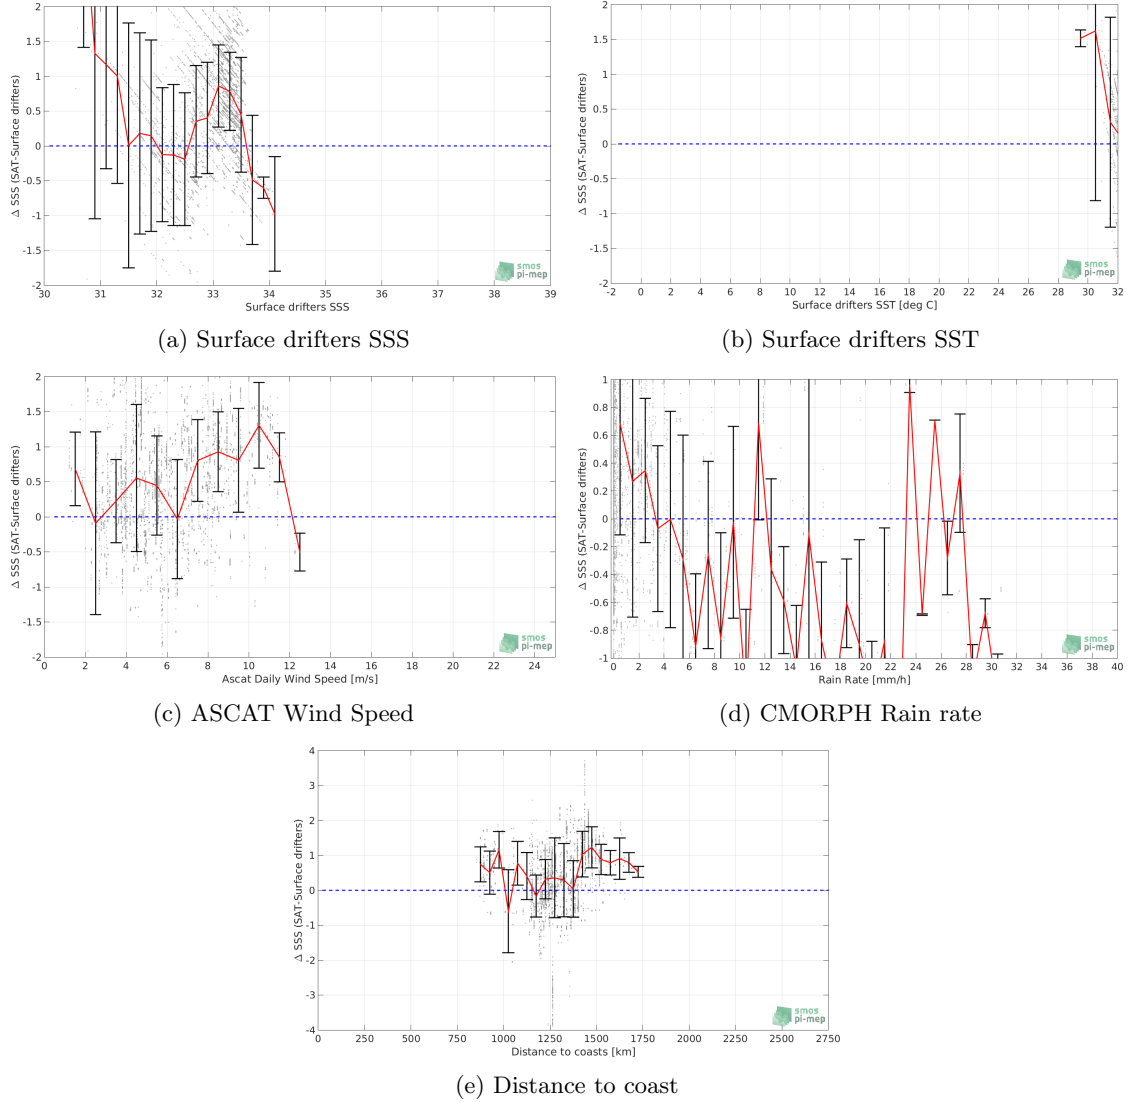 2
1.5
1
0.5
0
-0.5
-1
-1.5
-2
Δ SSS (SAT-Surface drifters)
30 31 32 33 34 35 36 37 38 39
Surface drifters SSS
smos
pi-mep
(a) Surface drifters SSS
2
1.5
1
0.5
0
-0.5
-1
-1.5
-2
Δ SSS (SAT-Surface drifters)
-2 0 2 4 6 8 10 12 14 16 18 20 22 24 26 28 30 32
Surface drifters SST [deg C]
smos
pi-mep
(b) Surface drifters SST
2
1.5
1
0.5
0
-0.5
-1
-1.5
-2
Δ SSS (SAT-Surface drifters)
0 2 4 6 8 10 12 14 16 18 20 22 24
Ascat Daily Wind Speed [m/s]
smos
pi-mep
(c) ASCAT Wind Speed
1
0.8
0.6
0.4
0.2
0
-0.2
-0.4
-0.6
-0.8
-1
Δ SSS (SAT-Surface drifters)
0 2 4 6 8 10 12 14 16 18 20 22 24 26 28 30 32 34 36 38 40
Rain Rate [mm/h]
smos
pi-mep
(d) CMORPH Rain rate
4
3
2
1
0
-1
-2
-3
-4
Δ SSS (SAT-Surface drifters)
0 250 500 750 1000 1250 1500 1750 2000 2250 2500 2750
Distance to coasts [km]
smos
pi-mep
(e) Distance to coast